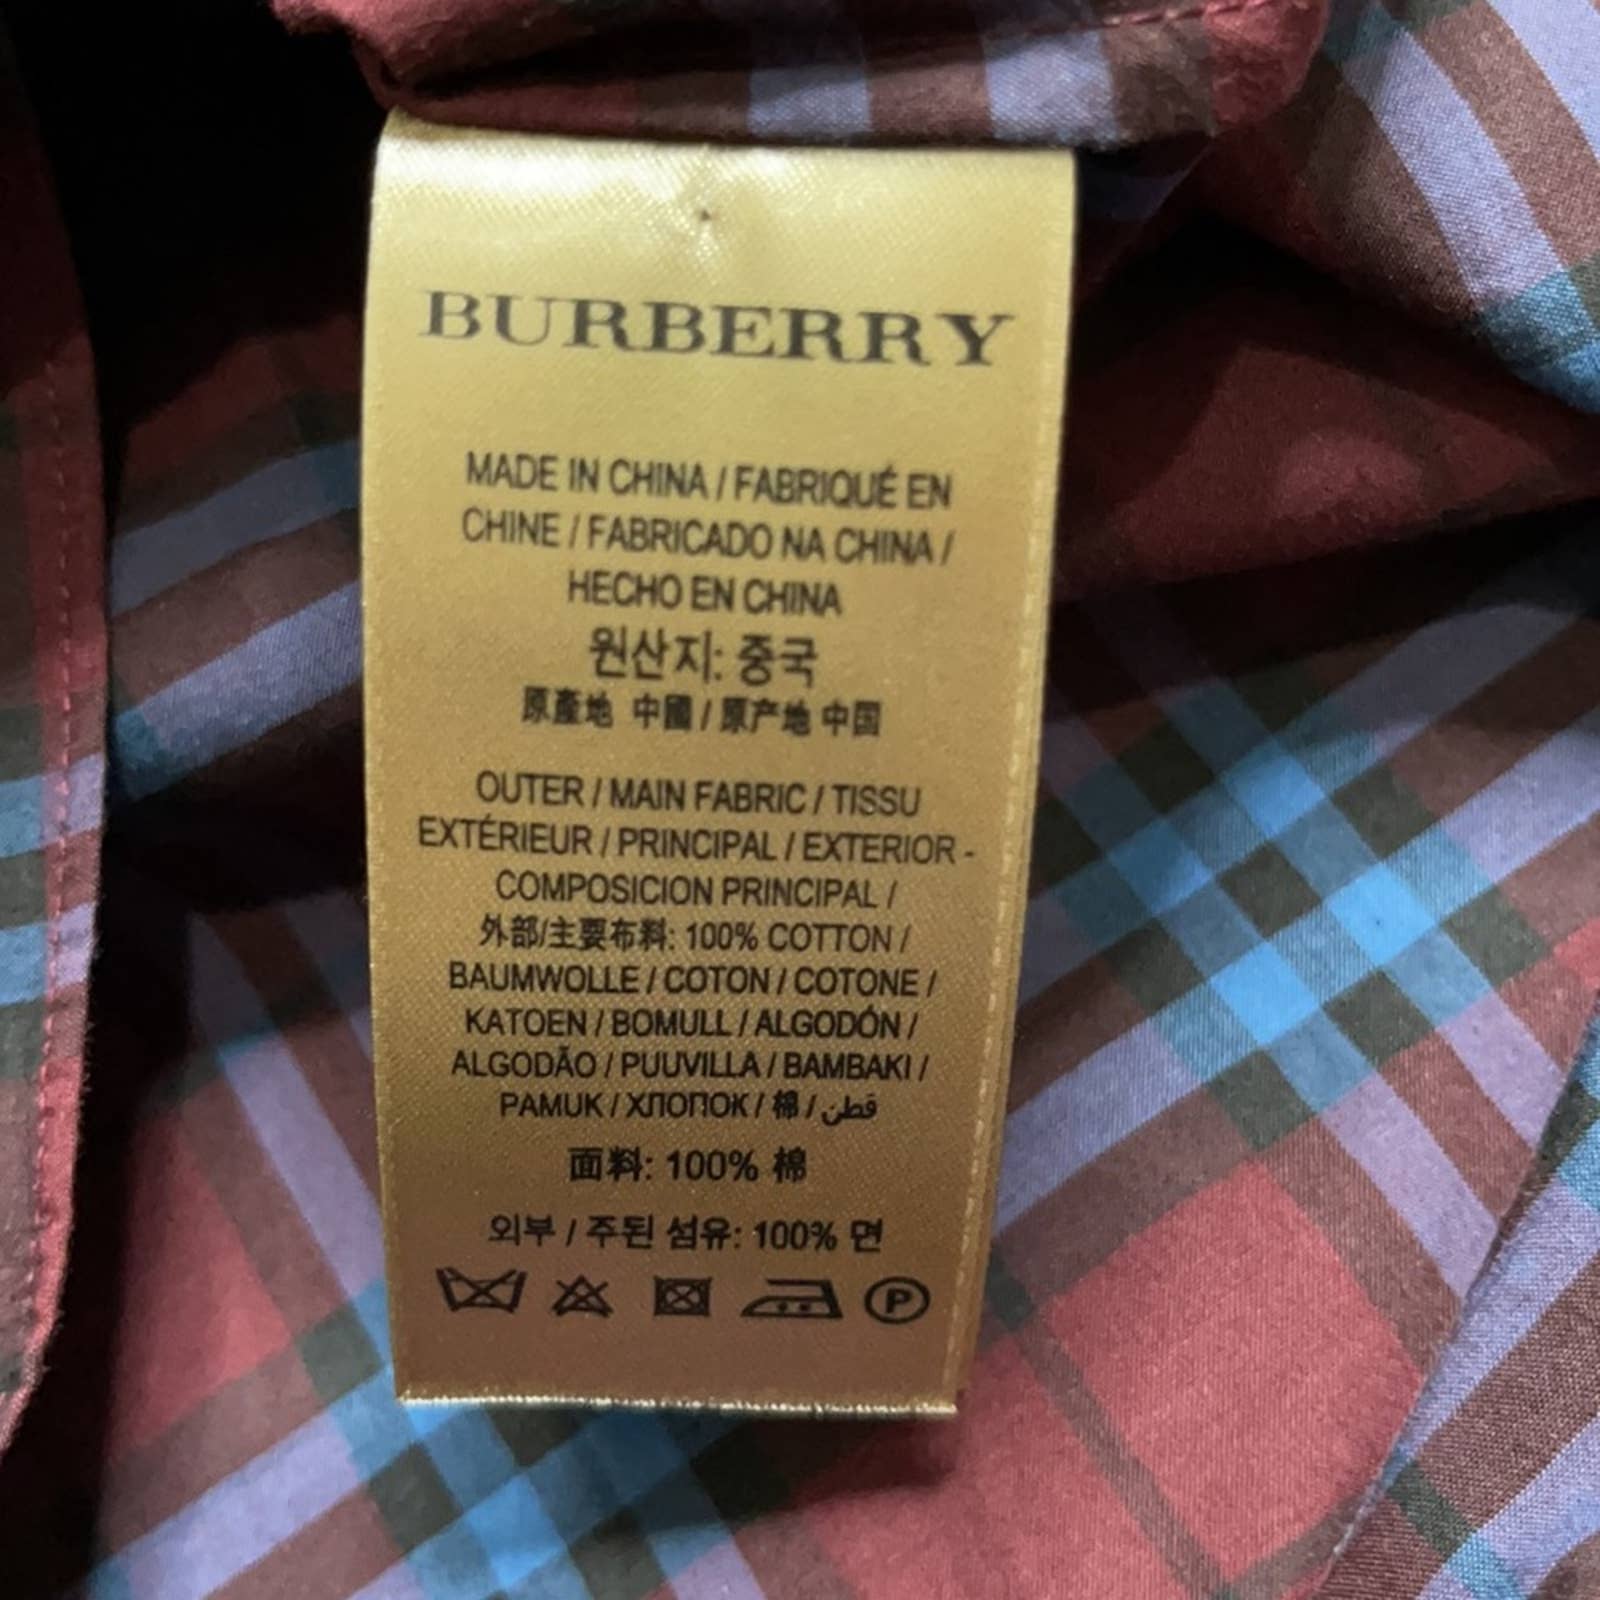 BURBERRY
MADE IN CHINA / FABRIQUÉ EN
CHINE / FABRICADO NA CHINA /
HECHO EN CHINA
원산지: 중국
原產地 中國 / 原产地 中国
OUTER / MAIN FABRIC / TISSU
EXTÉRIEUR / PRINCIPAL / EXTERIOR -
COMPOSICION PRINCIPAL /
外部/主要布料: 100% COTTON /
BAUMWOLLE / COTON / COTONE /
KATOEN / BOMULL / ALGODÓN /
ALGODÃO / PUUVILLA / BAMBAKI /
PAMUK / ХЛОПОК / 棉 / قطن
面料: 100% 棉
외부 / 주된 섬유: 100% 면
P